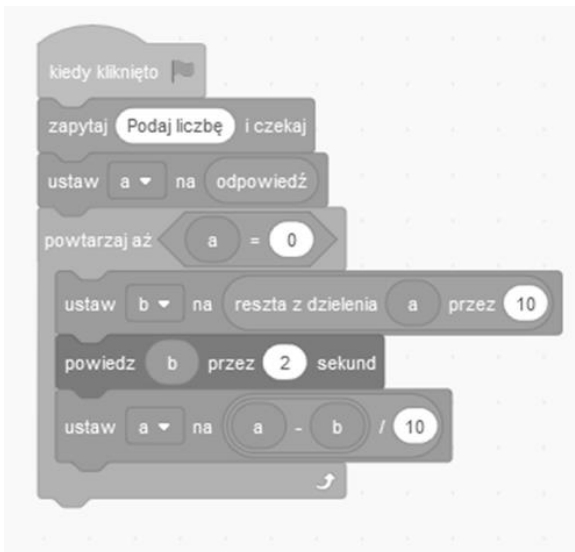 kiedy kliknięto
zapytaj Podaj liczbę i czekaj
ustaw a na odpowiedź
powtarzaj aż a = 0
ustaw b na reszta z dzielenia a przez 10
powiedz b przez 2 sekund
ustaw a na a - b / 10